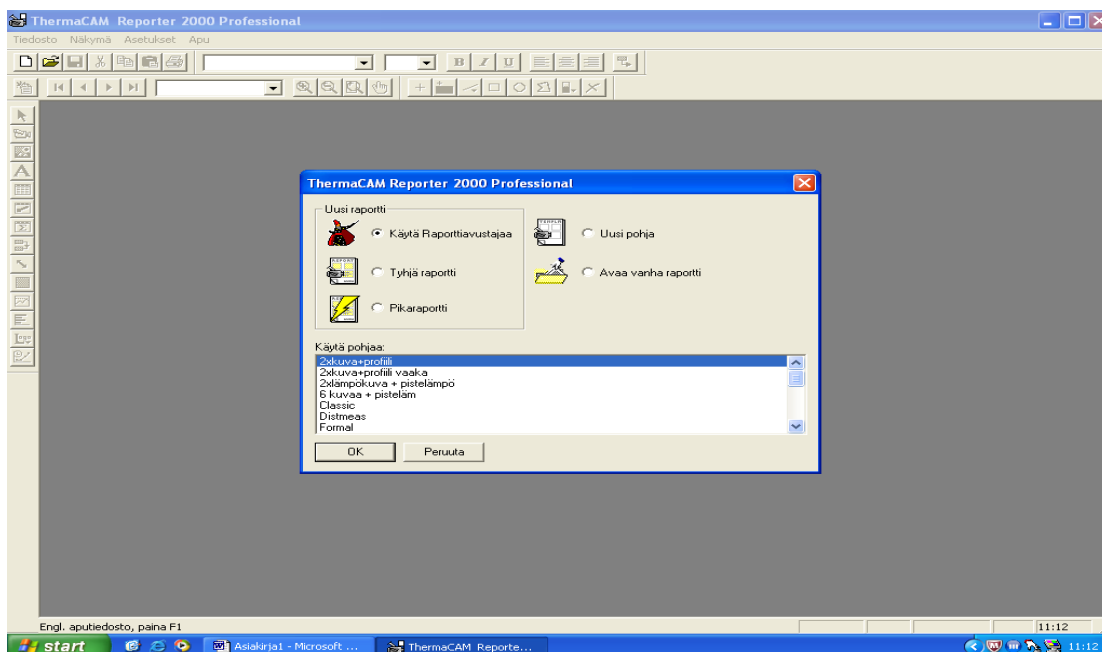 ThermaCAM Reporter 2000 Professional
Tiedosto Näkymä Asetukset Apu
B I U
ThermaCAM Reporter 2000 Professional
Uusi raportti
Käytä Raporttiavustajaa
Uusi pohja
Tyhjä raportti
Avaa vanha raportti
Pikaraportti
Käytä pohjaa:
2xkuva+profiili
2xkuva+profiili vaaka
2xlämpökuva + pistelämpö
6 kuvaa + pisteläm
Classic
Distmeas
Formal
OK Peruuta
Engl. aputiedosto, paina F1
11:12
start Asiakirja1 - Microsoft ... ThermaCAM Reporte... 11:12